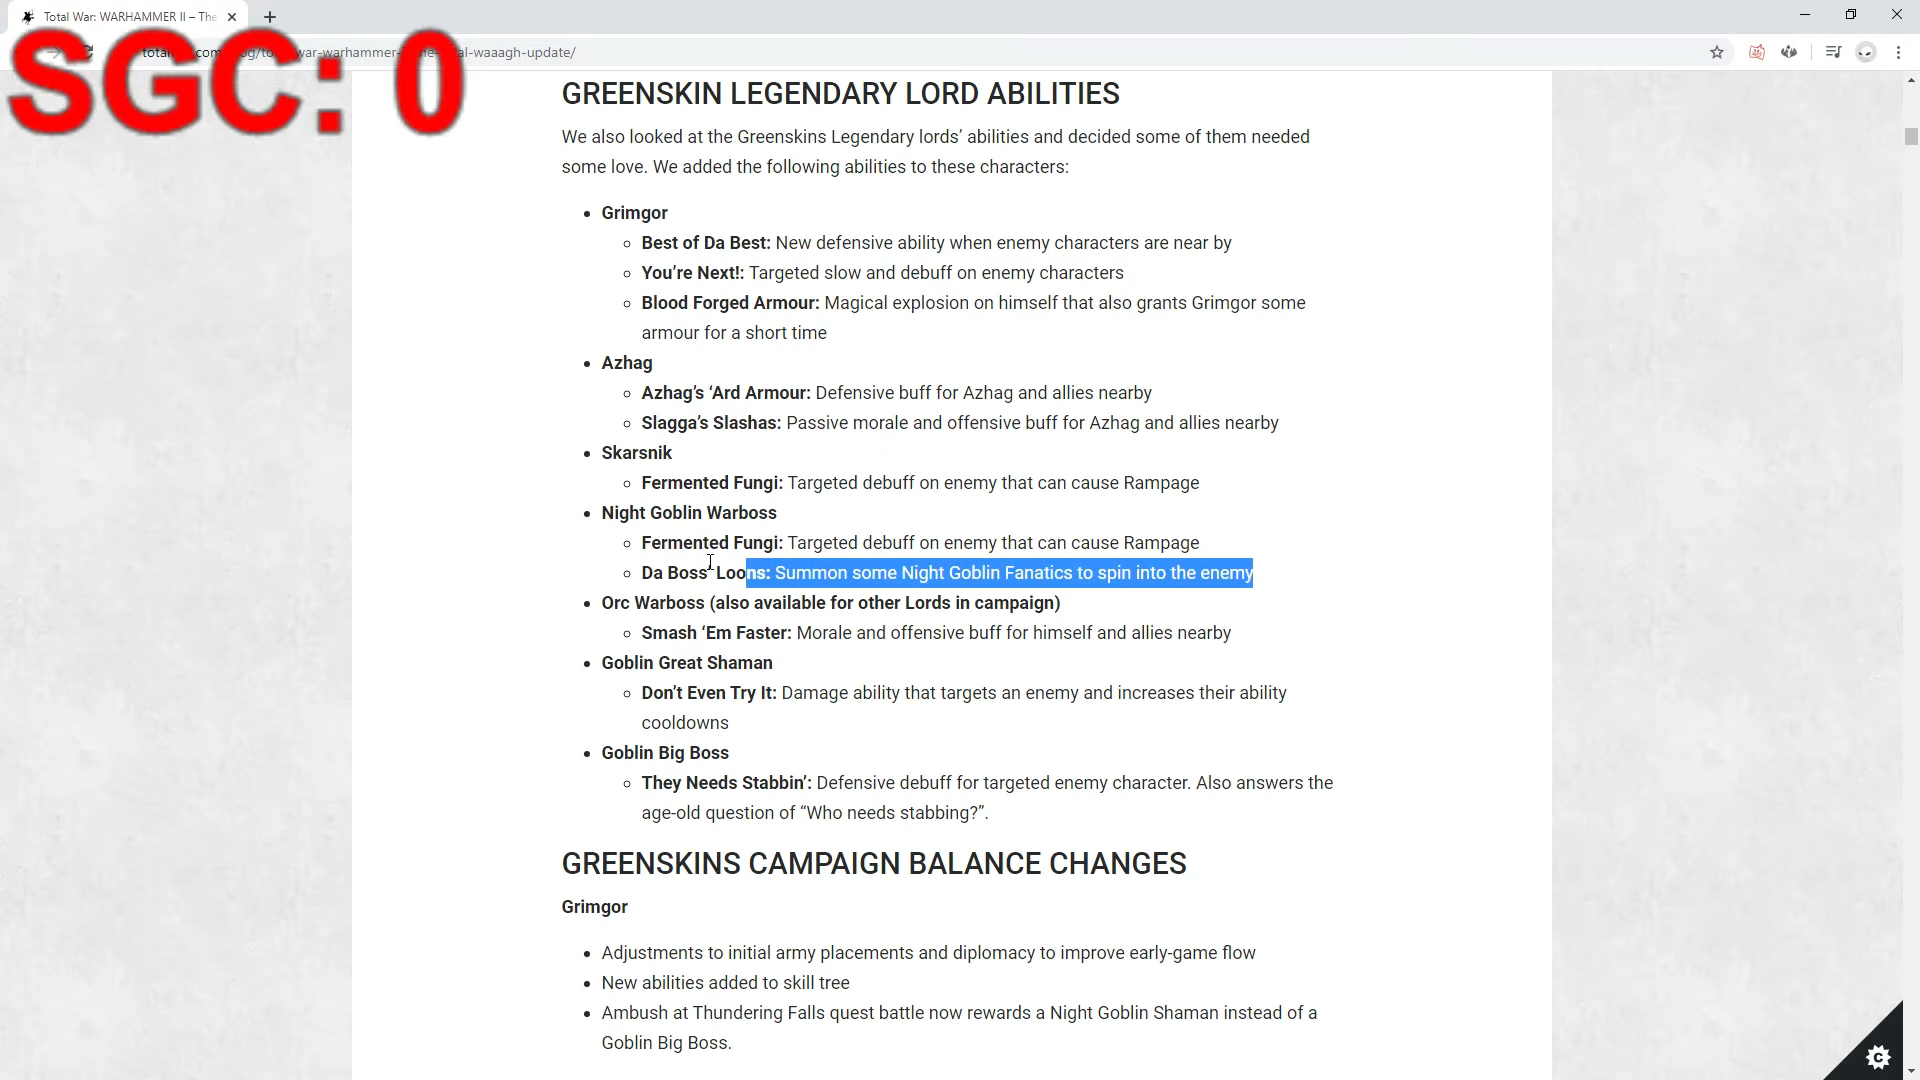 Total War: WARHAMMER II – The
SGC: 0
GREENSKIN LEGENDARY LORD ABILITIES
We also looked at the Greenskins Legendary lords’ abilities and decided some of them needed
some love. We added the following abilities to these characters:
Grimgor
Best of Da Best: New defensive ability when enemy characters are near by
You’re Next!: Targeted slow and debuff on enemy characters
Blood Forged Armour: Magical explosion on himself that also grants Grimgor some
armour for a short time
Azhag
Azhag’s ‘Ard Armour: Defensive buff for Azhag and allies nearby
Slagga’s Slashas: Passive morale and offensive buff for Azhag and allies nearby
Skarsnik
Fermented Fungi: Targeted debuff on enemy that can cause Rampage
Night Goblin Warboss
Fermented Fungi: Targeted debuff on enemy that can cause Rampage
Da Boss’ Loons: Summon some Night Goblin Fanatics to spin into the enemy
Orc Warboss (also available for other Lords in campaign)
Smash ‘Em Faster: Morale and offensive buff for himself and allies nearby
Goblin Great Shaman
Don’t Even Try It: Damage ability that targets an enemy and increases their ability
cooldowns
Goblin Big Boss
They Needs Stabbin’: Defensive debuff for targeted enemy character. Also answers the
age-old question of “Who needs stabbing?”.
GREENSKINS CAMPAIGN BALANCE CHANGES
Grimgor
Adjustments to initial army placements and diplomacy to improve early-game flow
New abilities added to skill tree
Ambush at Thundering Falls quest battle now rewards a Night Goblin Shaman instead of a
Goblin Big Boss.